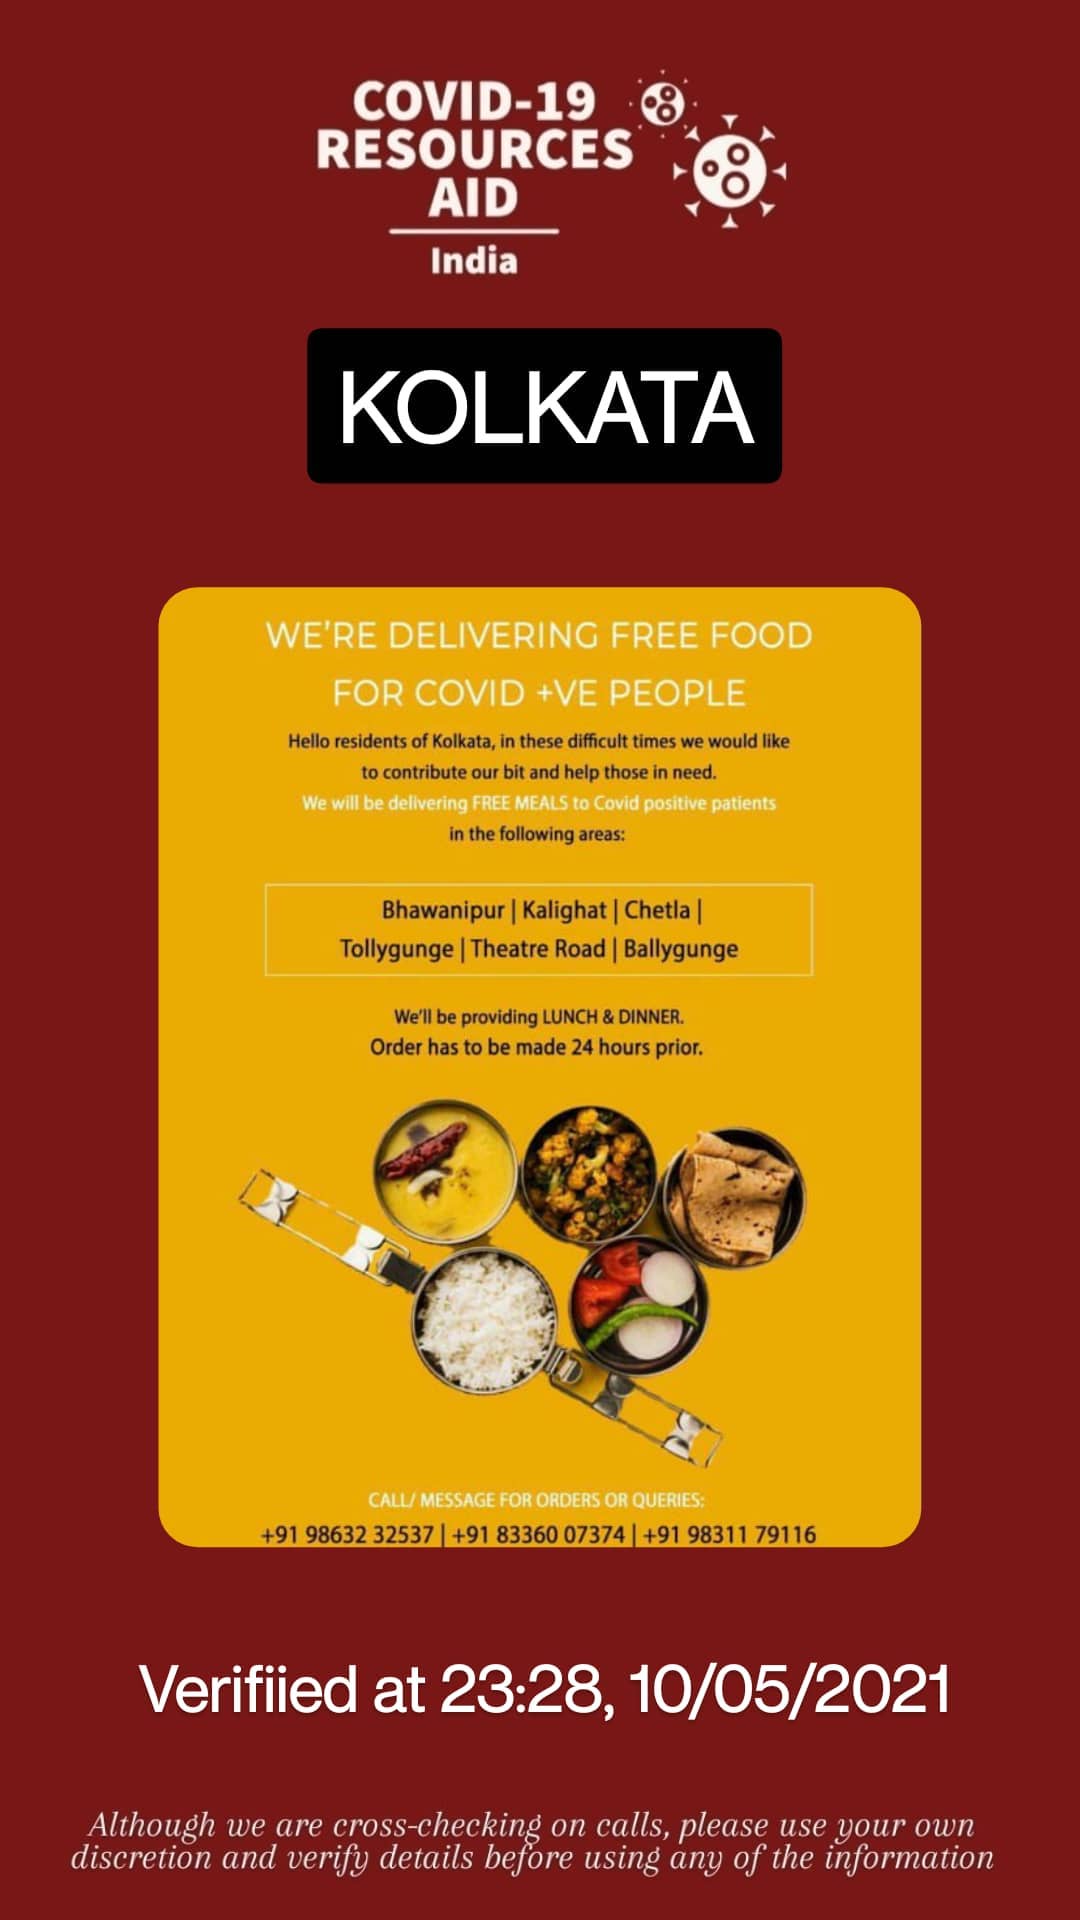 COVID-19
RESOURCES
AID
India
KOLKATA
WE'RE DELIVERING FREE FOOD
FOR COVID +VE PEOPLE
Hello residents of Kolkata, in these difficult times we would like
to contribute our bit and help those in need.
We will be delivering FREE MEALS to Covid positive patients
in the following areas:
Bhawanipur | Kalighat | Chetla |
Tollygunge | Theatre Road | Ballygunge
We'll be providing LUNCH & DINNER.
Order has to be made 24 hours prior.
CALL/ MESSAGE FOR ORDERS OR QUERIES:
+91 98632 32537 | +91 83360 07374 | +91 98311 79116
Verifiied at 23:28, 10/05/2021
Although we are cross-checking on calls, please use your own
discretion and verify details before using any of the information